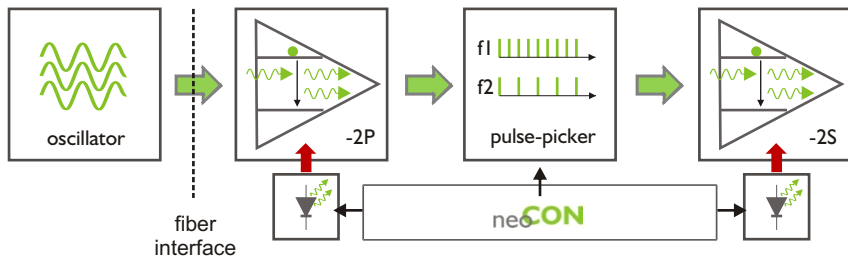 f1
f2
oscillator
-2P
pulse-picker
-2S
fiber
interface
neoCON